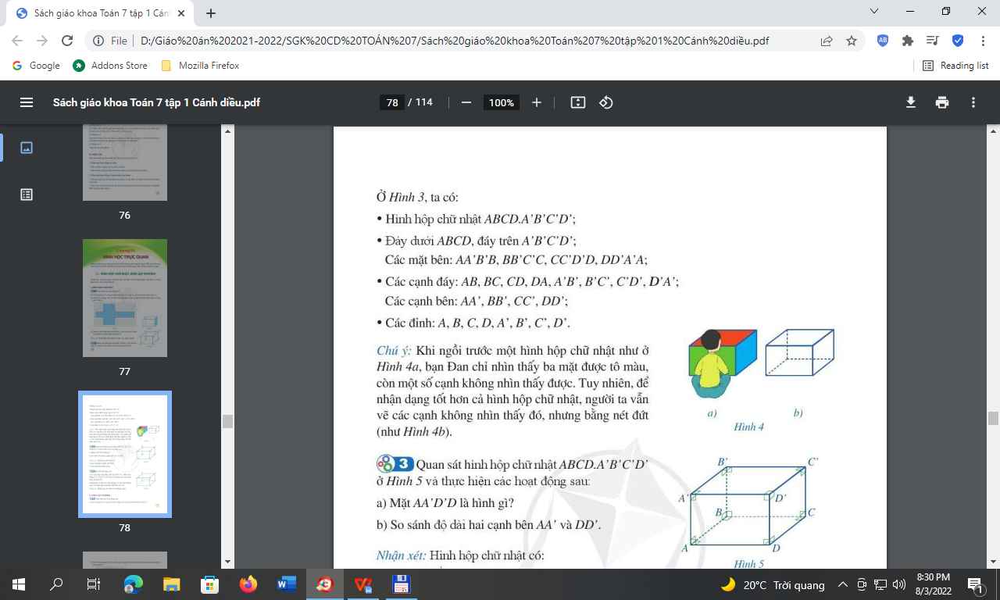 Sách giáo khoa Toán 7 tập 1 Cán
File
D:/Giáo%20án%202021-2022/SGK%20CD%20TOÁN%207/Sách%20giáo%20khoa%20Toán%207%20tập%201%20Cánh%20diều.pdf
AB
Google
Addons Store
Mozilla Firefox
Reading list
Sách giáo khoa Toán 7 tập 1 Cánh diều.pdf
78 / 114
100%
76
Chương III
HÌNH HỌC TRỰC QUAN
77
78
Ở Hình 3, ta có:
• Hình hộp chữ nhật ABCD.A’B’C’D’;
• Đáy dưới ABCD, đáy trên A’B’C’D’;
Các mặt bên: AA’B’B, BB’C’C, CC’D’D, DD’A’A;
• Các cạnh đáy: AB, BC, CD, DA, A’B’, B’C’, C’D’, D’A’;
Các cạnh bên: AA’, BB’, CC’, DD’;
• Các đỉnh: A, B, C, D, A’, B’, C’, D’.
Chú ý: Khi ngồi trước một hình hộp chữ nhật như ở
Hình 4a, bạn Đan chỉ nhìn thấy ba mặt được tô màu,
còn một số cạnh không nhìn thấy được. Tuy nhiên, để
nhận dạng tốt hơn cả hình hộp chữ nhật, người ta vẫn
vẽ các cạnh không nhìn thấy đó, nhưng bằng nét đứt
(như Hình 4b).
a)
b)
Hình 4
3 Quan sát hình hộp chữ nhật ABCD.A’B’C’D’
ở Hình 5 và thực hiện các hoạt động sau:
a) Mặt AA’D’D là hình gì?
b) So sánh độ dài hai cạnh bên AA’ và DD’.
Nhận xét: Hình hộp chữ nhật có:
B’
C’
A’
D’
B
C
A
D
Hình 5
20°C Trời quang
8:30 PM
8/3/2022
1